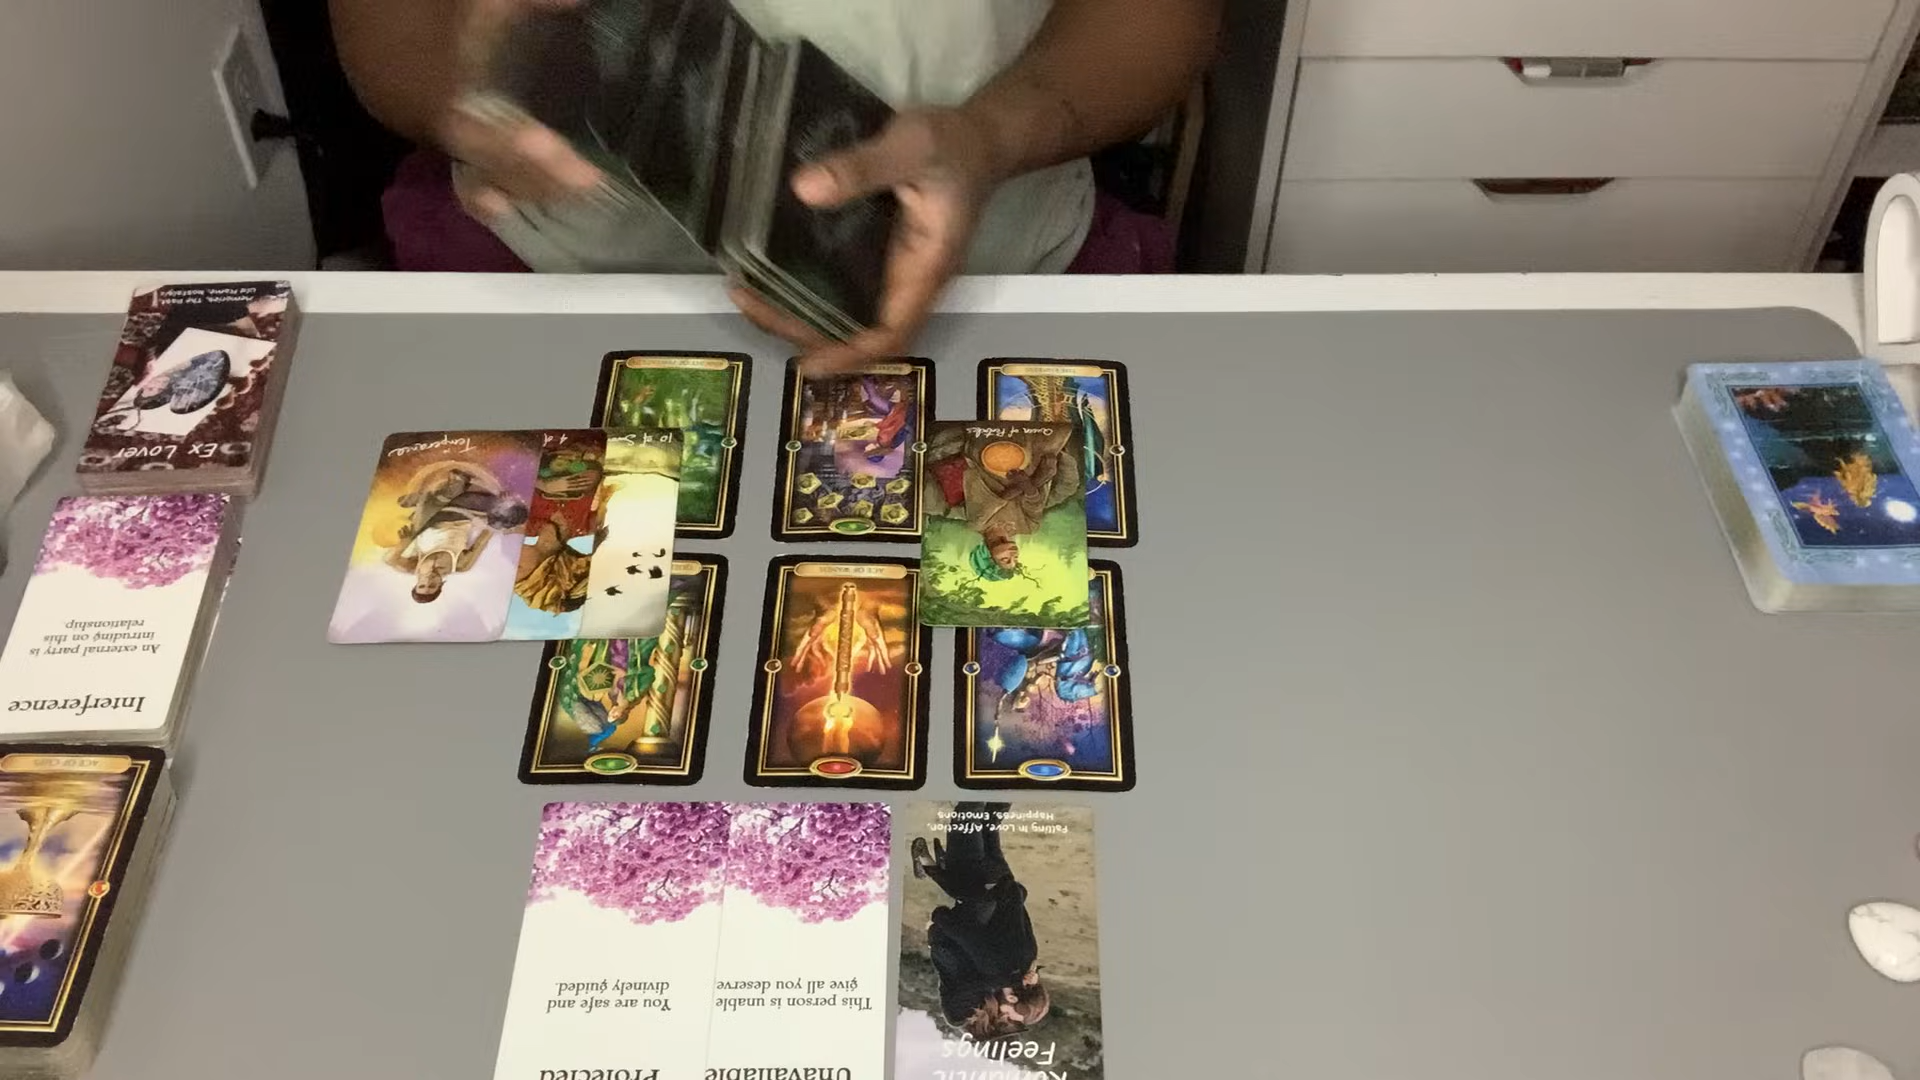 Ex Lover
Memories, The Past,
Old Flame, Nostalgia
Interference
An external party is
intruding on this
relationship.
ACE OF CUPS
Temperance
4 of
10 of
Queen of Pentacles
ACE OF WANDS
Protected
You are safe and
divinely guided.
Unavailable
This person is unable
give all you deserve
Romantic
Feelings
Falling In Love, Affection,
Happiness, Emotions